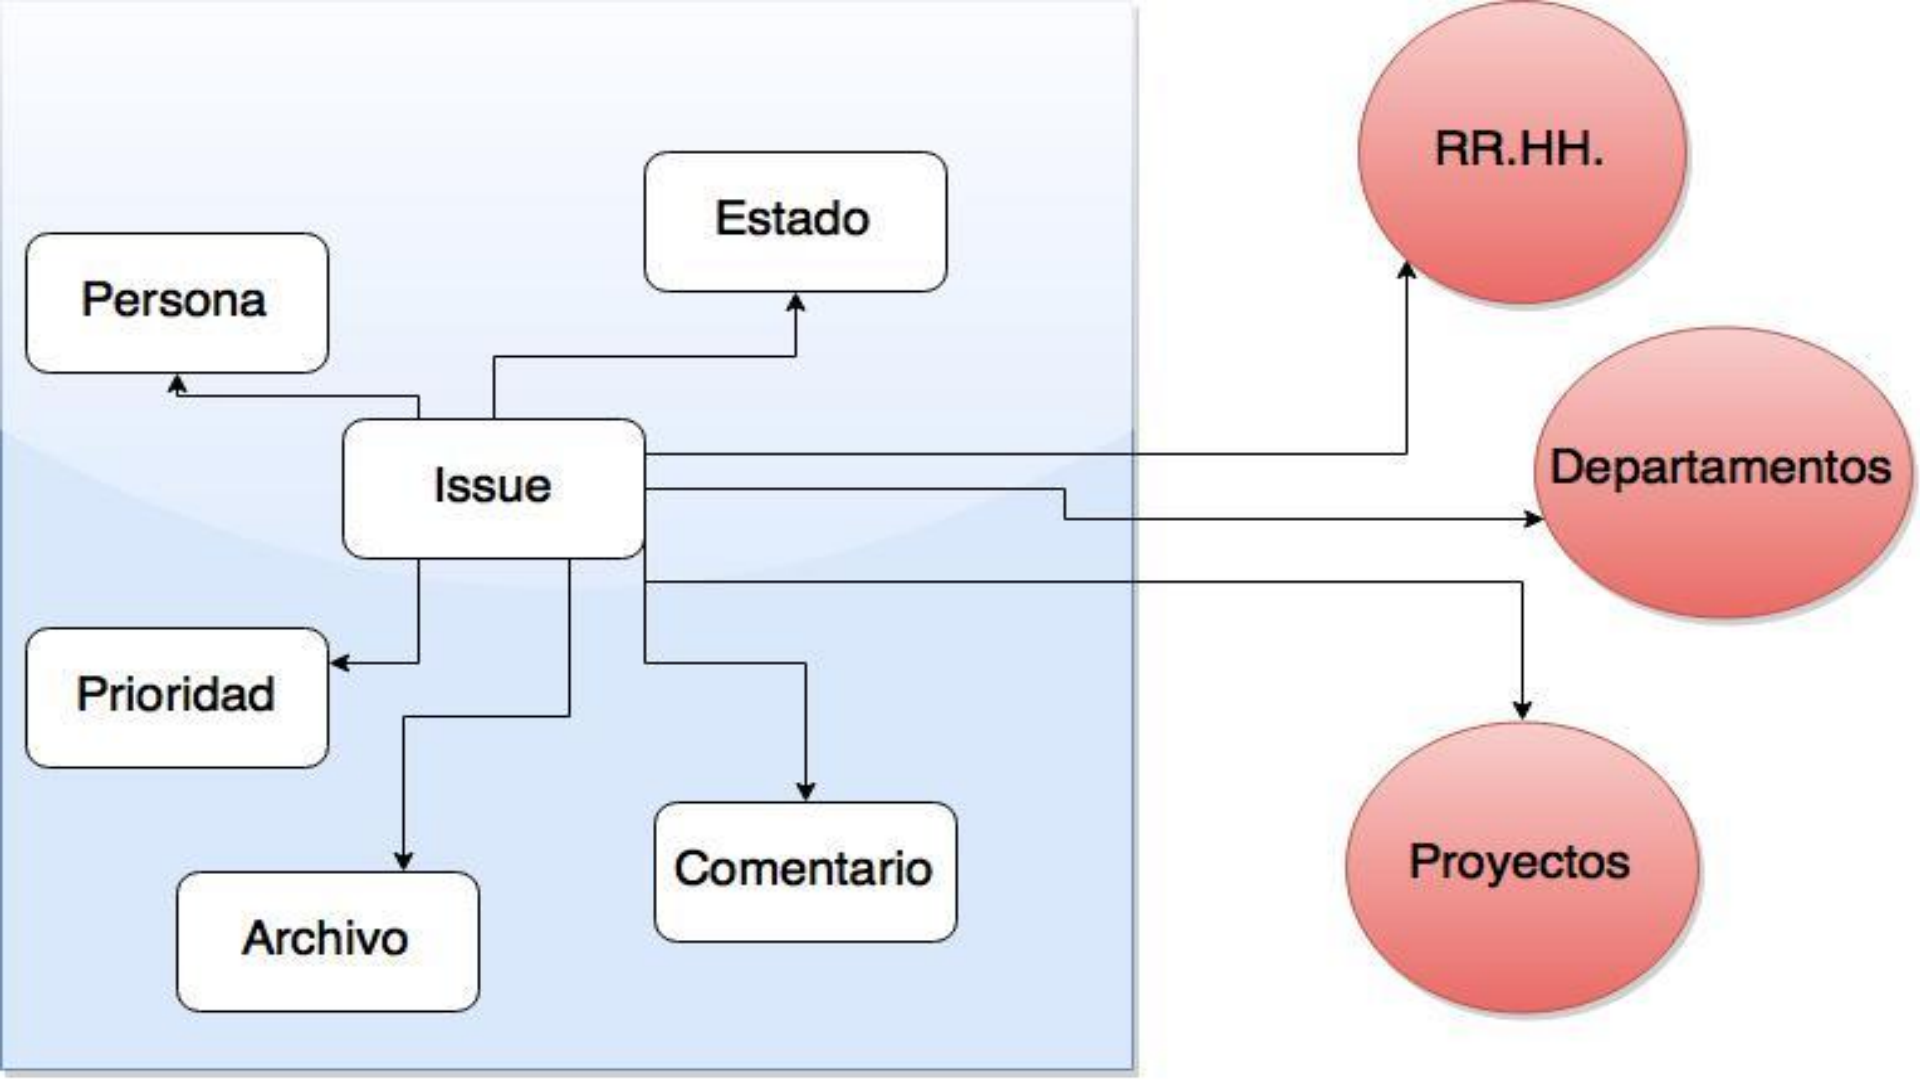 RR.HH.
Estado
Persona
Departamentos
Issue
Prioridad
Proyectos
Comentario
Archivo